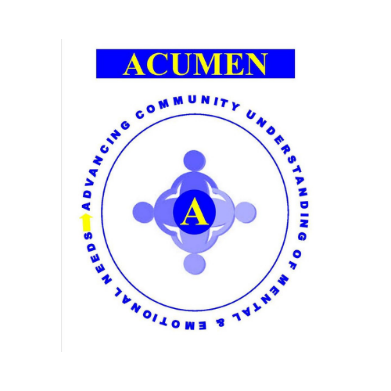 ACUMEN
ADVANCING COMMUNITY UNDERSTANDING OF MENTAL & EMOTIONAL NEEDS
A